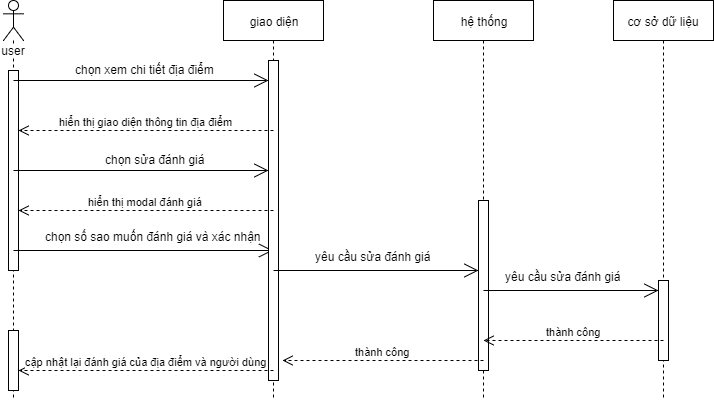 giao diện
hệ thống
cơ sở dữ liệu
user
chọn xem chi tiết địa điểm
hiển thị giao diện thông tin địa điểm
chọn sửa đánh giá
hiển thị modal đánh giá
chọn số sao muốn đánh giá và xác nhận
yêu cầu sửa đánh giá
yêu cầu sửa đánh giá
thành công
thành công
cập nhật lại đánh giá của địa điểm và người dùng